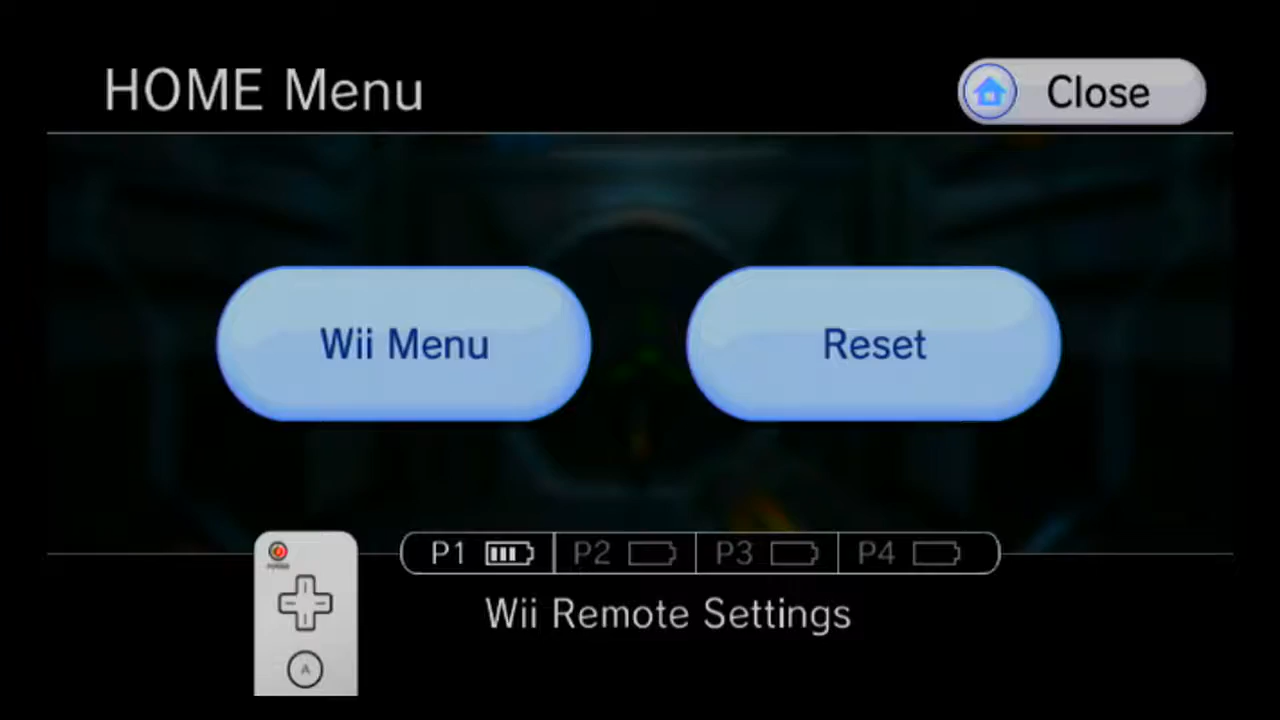 HOME Menu
Close
Wii Menu
Reset
P1 P2 P3 P4
Wii Remote Settings
A